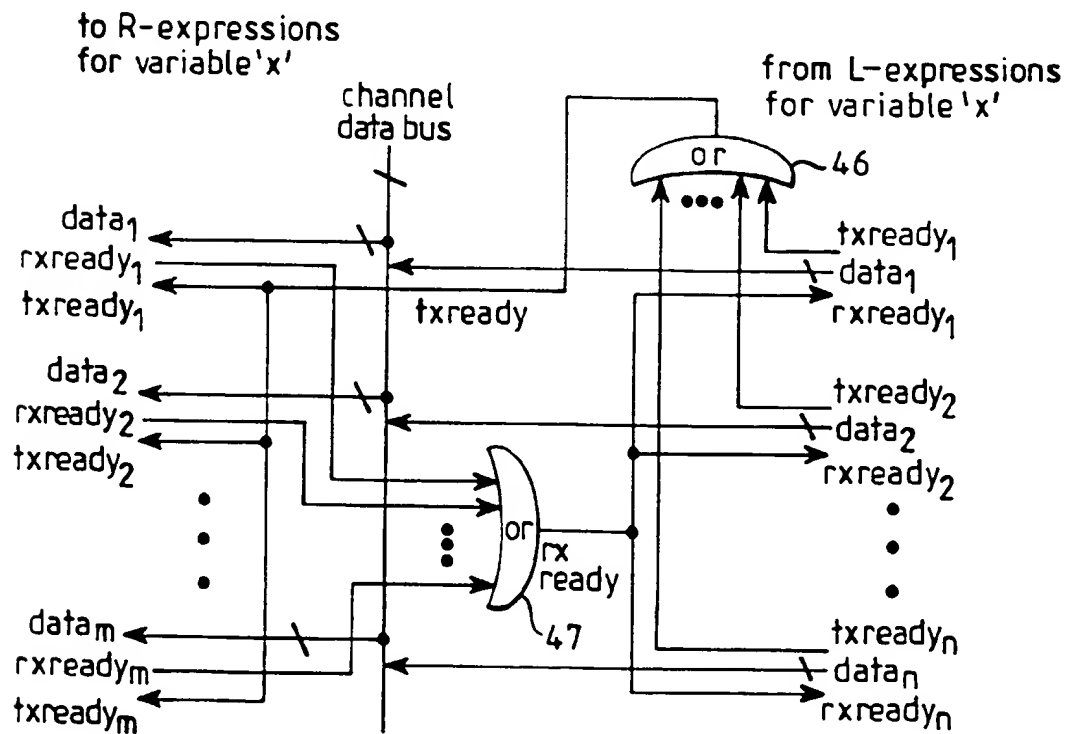 to R-expressions
for variable 'x'
channel
data bus
from L-expressions
for variable 'x'
or
46
data1
rxready1
txready1
txready
txready1
data1
rxready1
data2
rxready2
txready2
txready2
data2
rxready2
or
rx
ready
47
datam
rxreadym
txreadym
txreadyn
datan
rxreadyn